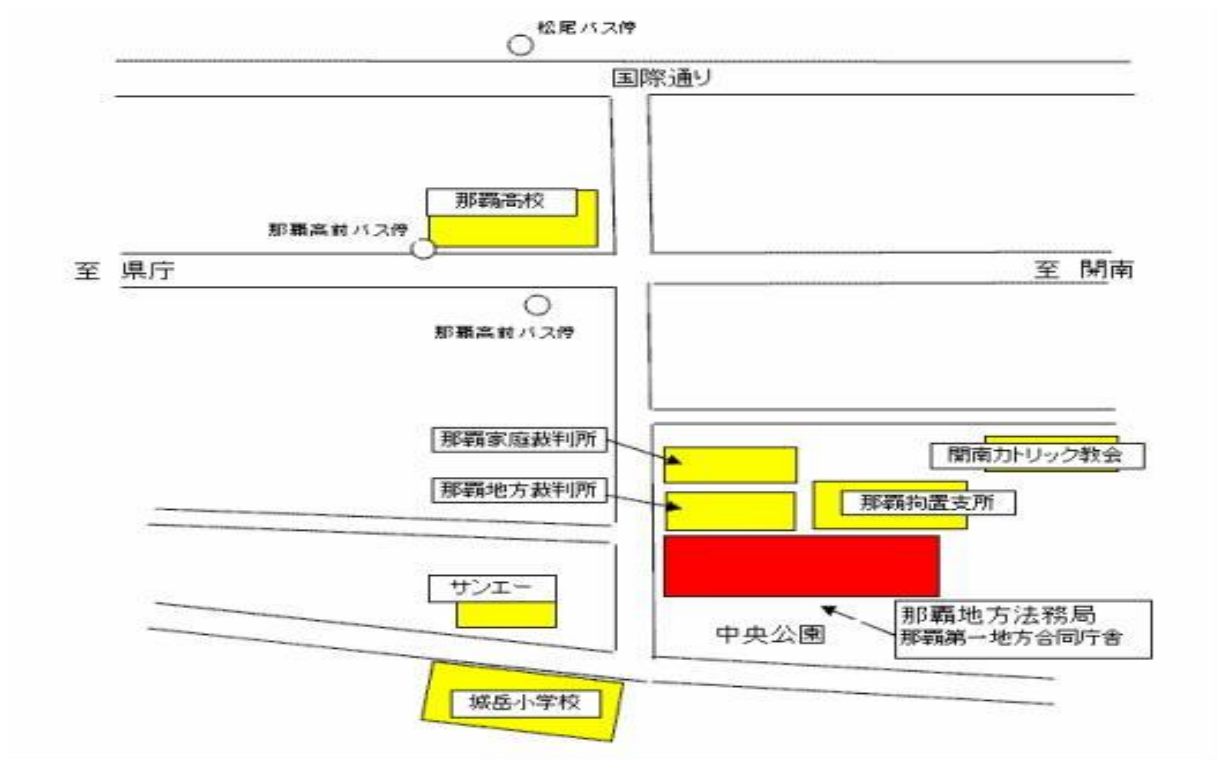 松尾バス停
国際通り
那覇高校
那覇高前バス停
至 県庁
至 開南
那覇高前バス停
那覇家庭裁判所
開南カトリック教会
那覇地方裁判所
那覇拘置支所
サンエー
那覇地方法務局
那覇第一地方合同庁舎
中央公園
城岳小学校